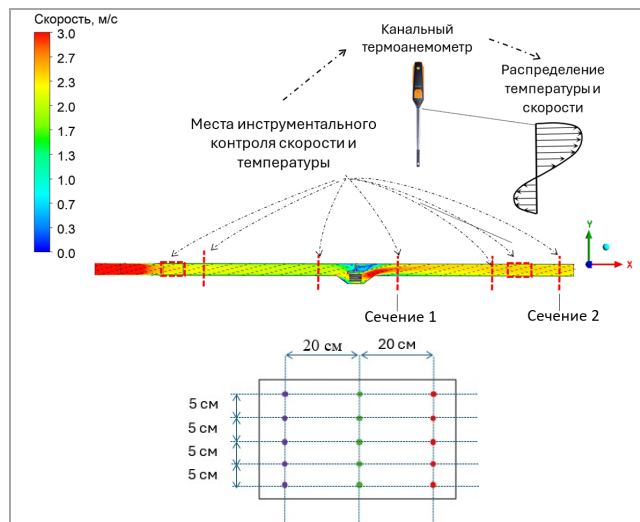 Скорость, м/с
3.0
2.7
2.3
2.0
1.7
1.3
1.0
0.7
0.3
0.0
Канальный
термоанемометр
Распределение
температуры и
скорости
Места инструментального
контроля скорости и
температуры
Y
X
Сечение 1
Сечение 2
20 см
20 см
5 см
5 см
5 см
5 см